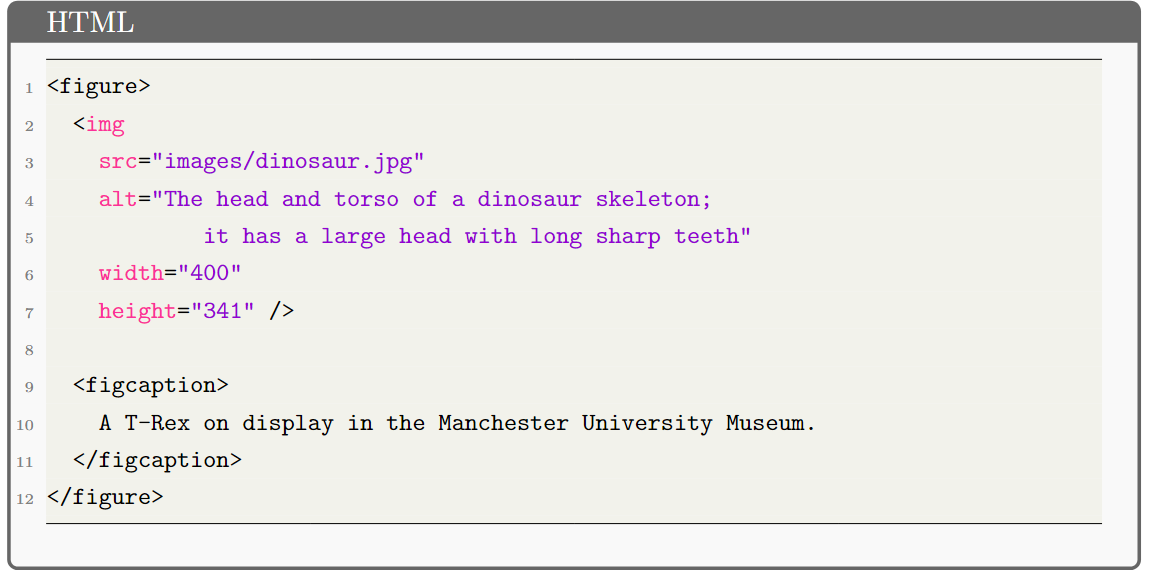 HTML
1 <figure>
2   <img
3     src="images/dinosaur.jpg"
4     alt="The head and torso of a dinosaur skeleton;
5             it has a large head with long sharp teeth"
6     width="400"
7     height="341" />
8
9   <figcaption>
10     A T-Rex on display in the Manchester University Museum.
11   </figcaption>
12 </figure>